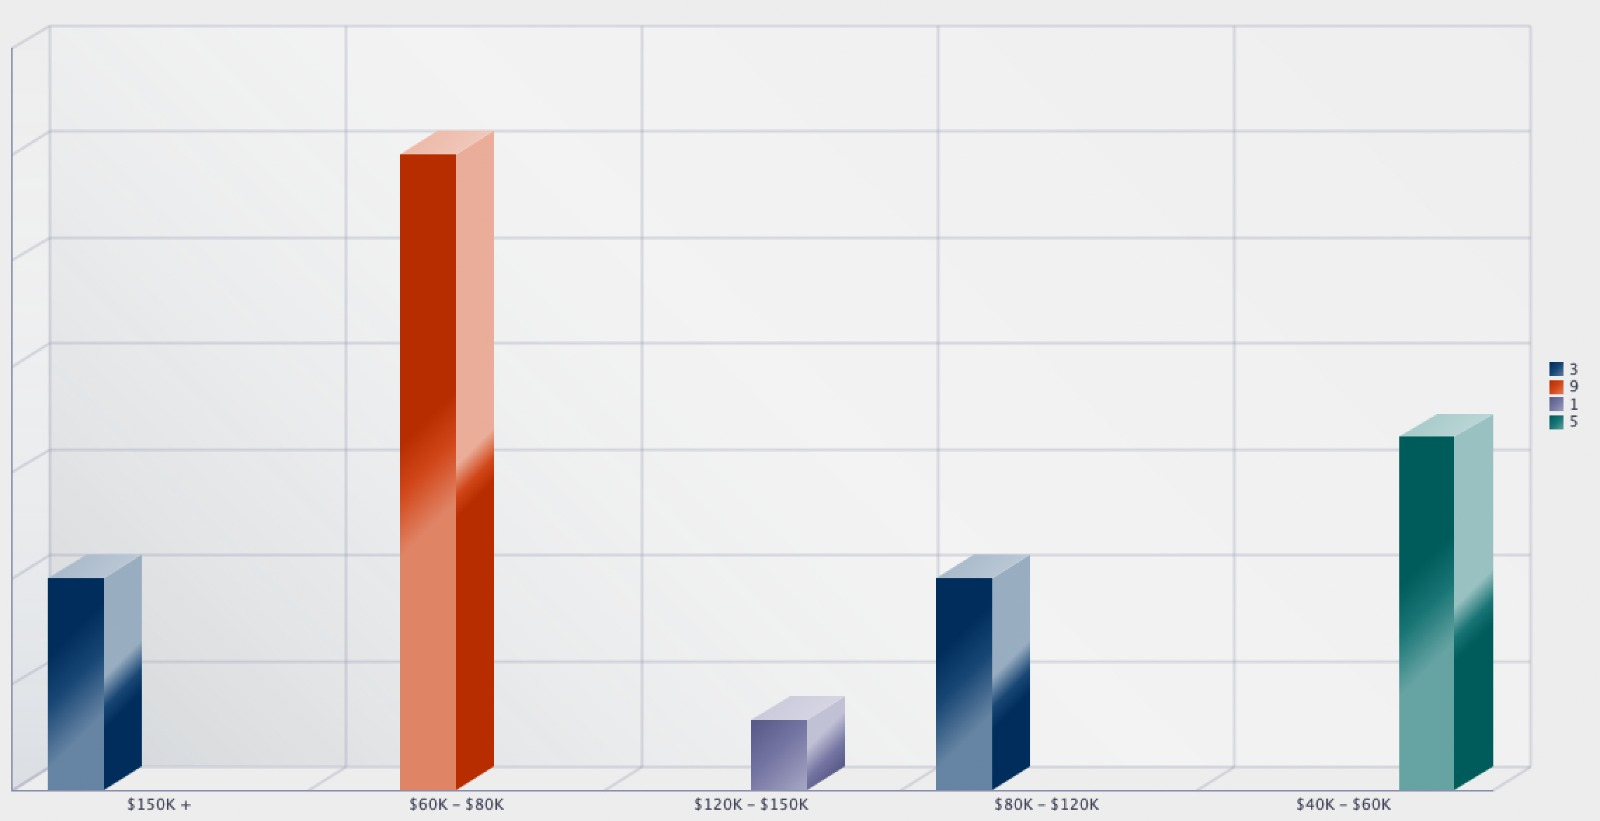 3
9
1
5
$150K +
$60K – $80K
$120K – $150K
$80K – $120K
$40K – $60K